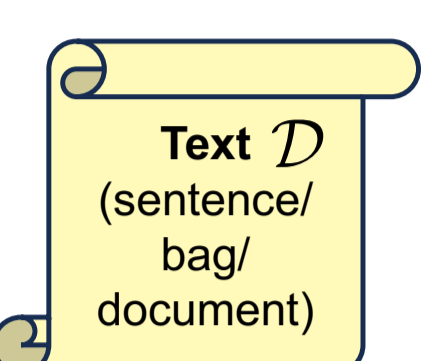 Text 𝒟
(sentence/
bag/
document)